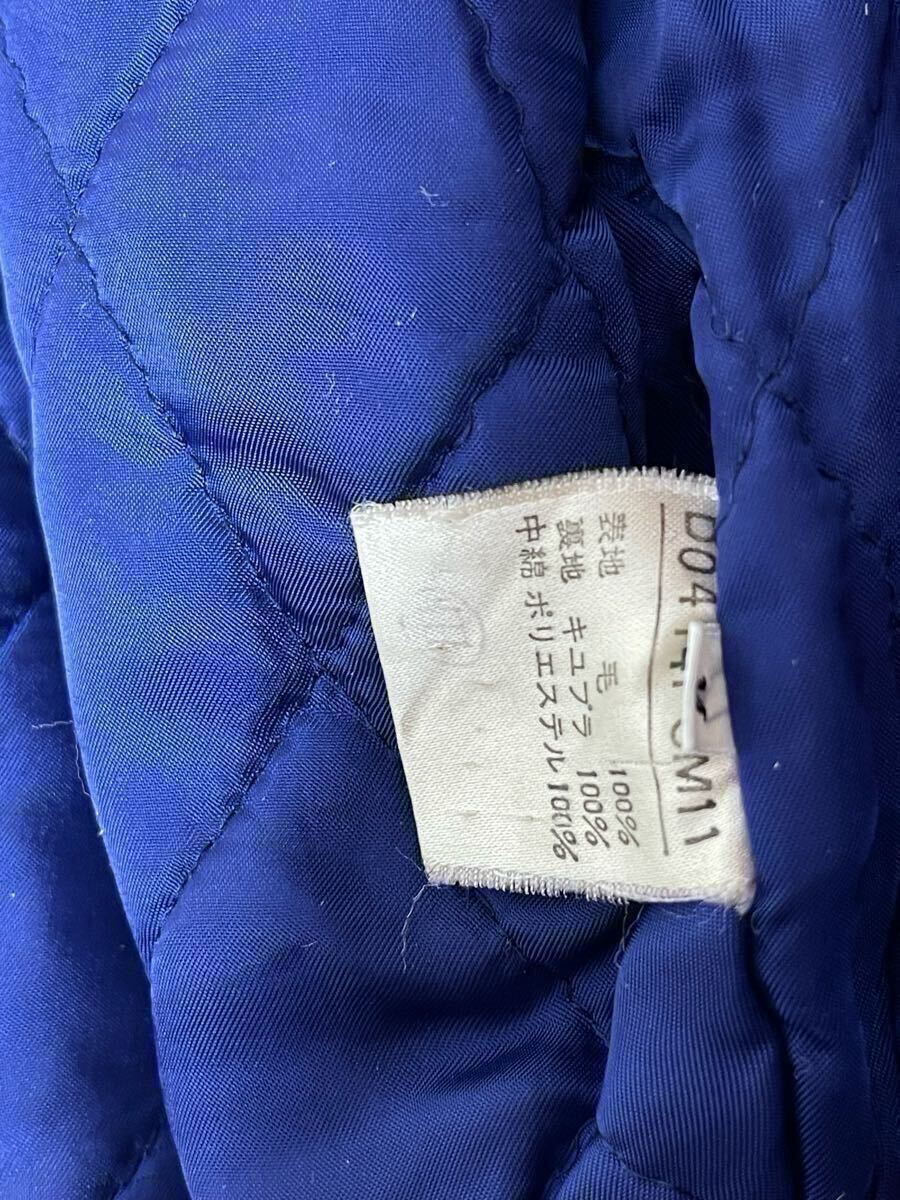 表地 毛 100%
裏地 キュプラ 100%
中綿 ポリエステル 100%